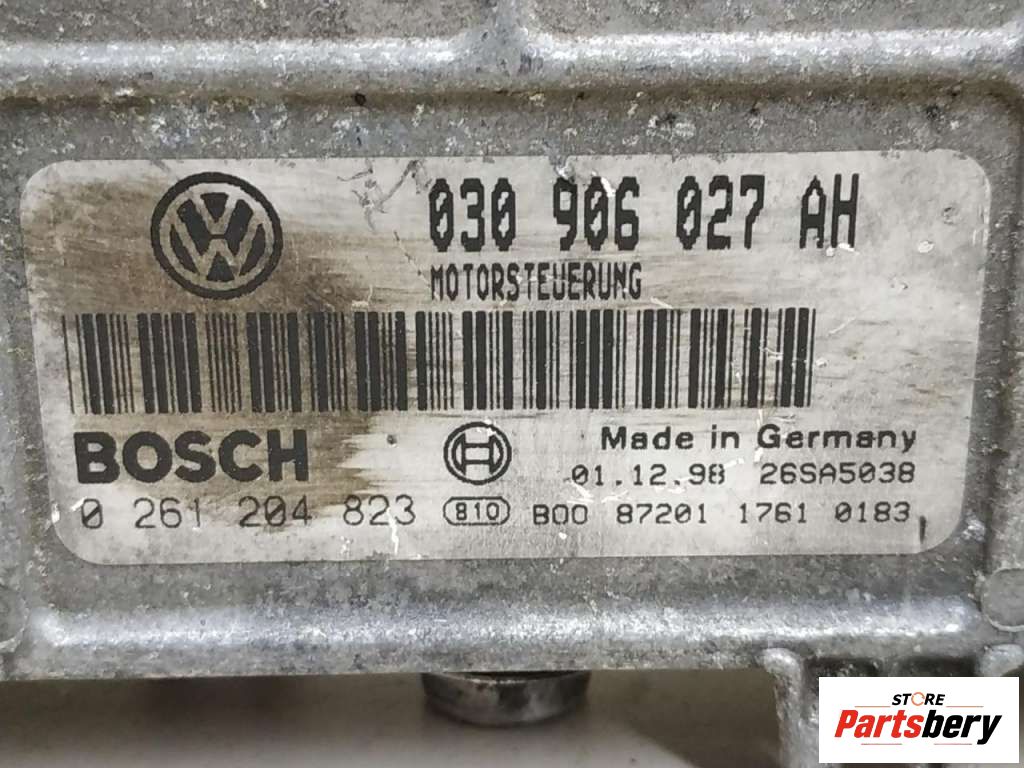 030 906 027 AH
MOTORSTEUERUNG
BOSCH
Made in Germany
01.12.98 26SA5038
0 261 204 823 810 B00 87201 1761 0183
STORE
Partsbery